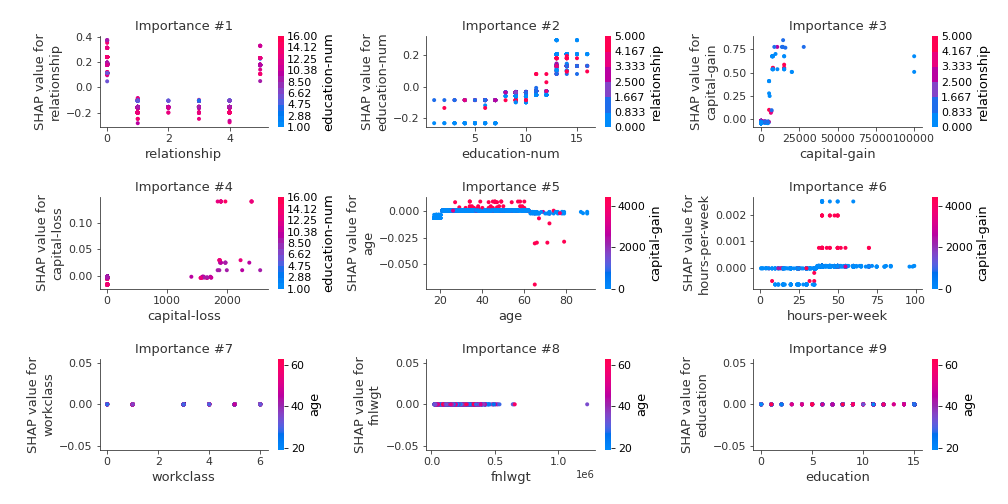 Importance #1
Importance #2
Importance #3
SHAP value for
relationship
0.4
0.2
0.0
−0.2
0
2
4
relationship
16.00
14.12
12.25
10.38
8.50
6.62
4.75
2.88
1.00
education-num
SHAP value for
education-num
0.2
0.0
−0.2
5
10
15
education-num
5.000
4.167
3.333
2.500
1.667
0.833
0.000
relationship
SHAP value for
capital-gain
0.75
0.50
0.25
0.00
0
25000
50000
75000
100000
capital-gain
5.000
4.167
3.333
2.500
1.667
0.833
0.000
relationship
Importance #4
Importance #5
Importance #6
SHAP value for
capital-loss
0.10
0.05
0.00
0
1000
2000
capital-loss
16.00
14.12
12.25
10.38
8.50
6.62
4.75
2.88
1.00
education-num
SHAP value for
age
0.000
−0.025
−0.050
20
40
60
80
age
4000
2000
0
capital-gain
SHAP value for
hours-per-week
0.002
0.001
0.000
0
25
50
75
100
hours-per-week
4000
2000
0
capital-gain
Importance #7
Importance #8
Importance #9
SHAP value for
workclass
0.05
0.00
−0.05
0
2
4
6
workclass
60
40
20
age
SHAP value for
fnlwgt
0.05
0.00
−0.05
0.0
0.5
1.0
1e6
fnlwgt
60
40
20
age
SHAP value for
education
0.05
0.00
−0.05
0
5
10
15
education
60
40
20
age